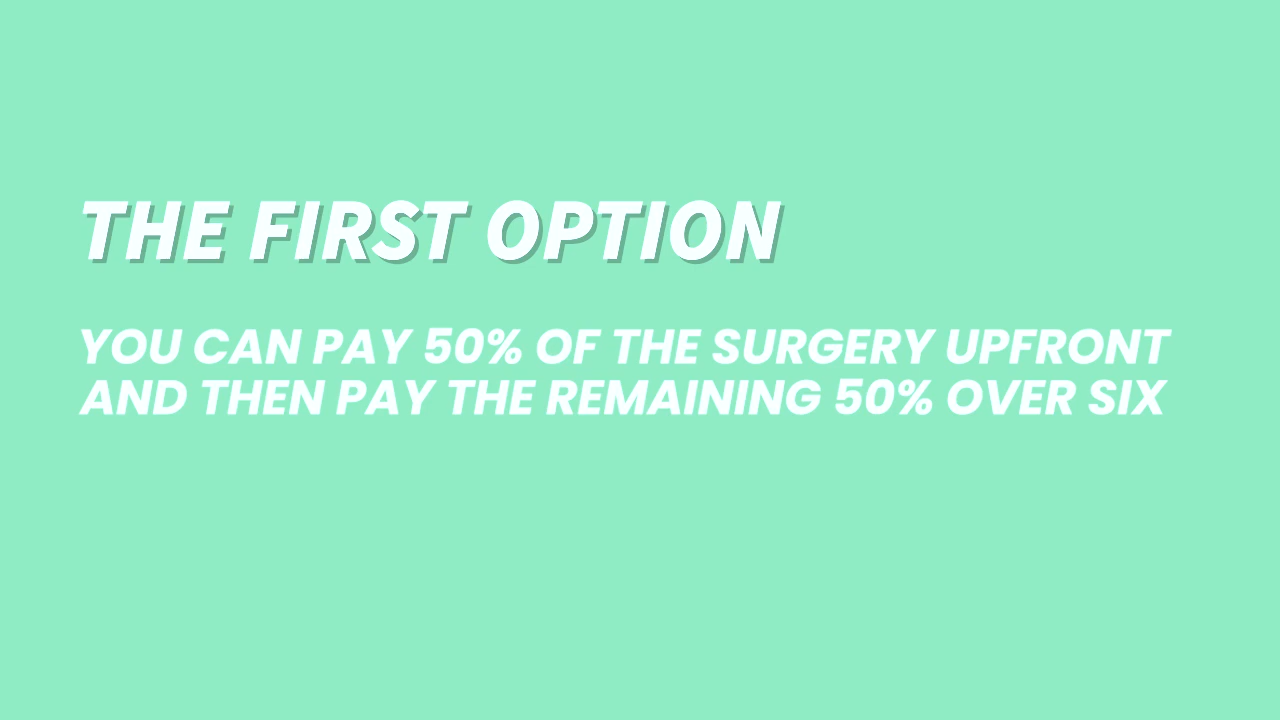 THE FIRST OPTION
YOU CAN PAY 50% OF THE SURGERY UPFRONT
AND THEN PAY THE REMAINING 50% OVER SIX